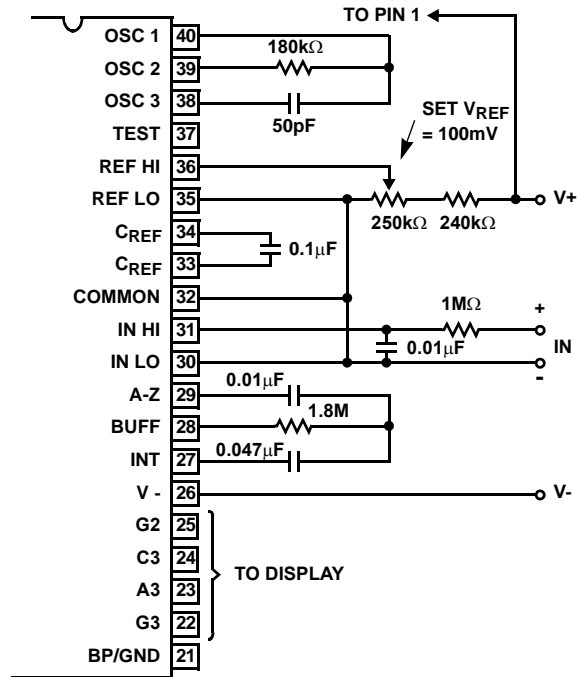 TO PIN 1
OSC 1 40
180kΩ
OSC 2 39
OSC 3 38
50pF
SET VREF
= 100mV
TEST 37
REF HI 36
REF LO 35
V+
250kΩ 240kΩ
CREF 34
0.1µF
CREF 33
COMMON 32
1MΩ
+
IN HI 31
0.01µF
IN
IN LO 30
-
0.01µF
A-Z 29
1.8M
BUFF 28
0.047µF
INT 27
V - 26
V-
G2 25
C3 24
TO DISPLAY
A3 23
G3 22
BP/GND 21